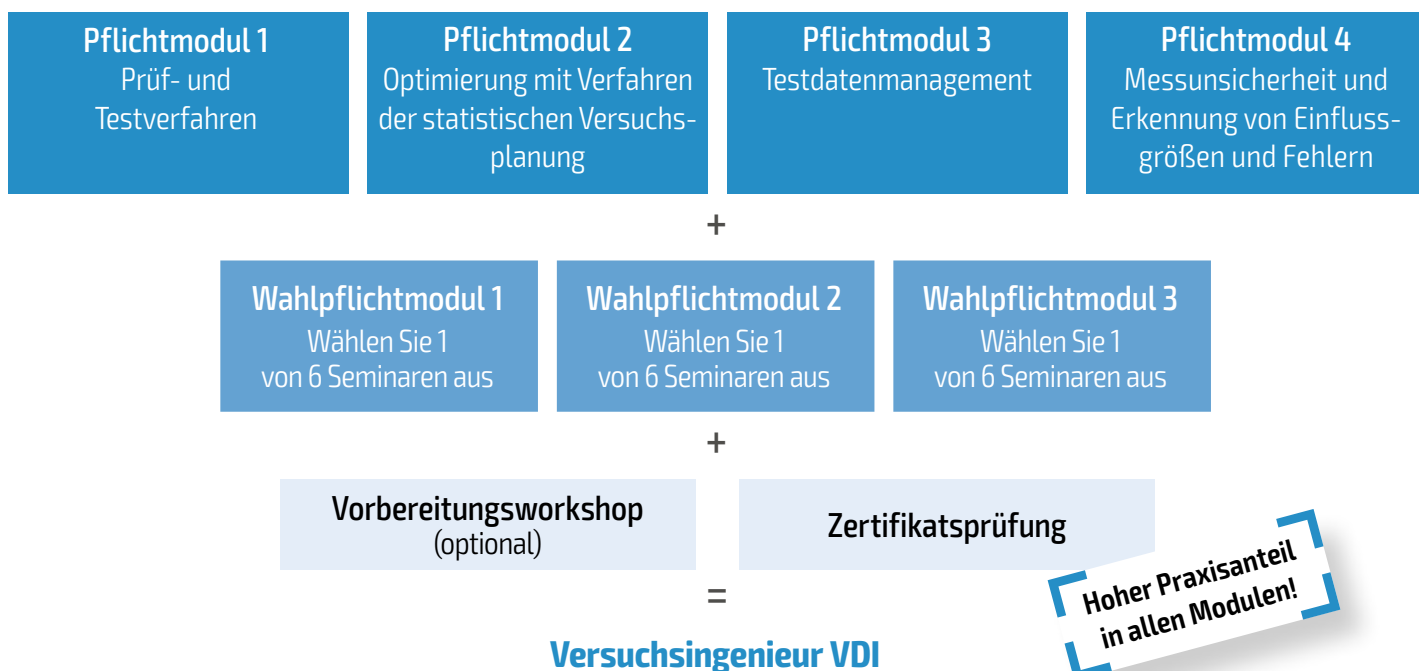 Pflichtmodul 1
Prüf- und
Testverfahren
Pflichtmodul 2
Optimierung mit Verfahren
der statistischen Versuchs-
planung
Pflichtmodul 3
Testdatenmanagement
Pflichtmodul 4
Messunsicherheit und
Erkennung von Einfluss-
größen und Fehlern
+
Wahlpflichtmodul 1
Wählen Sie 1
von 6 Seminaren aus
Wahlpflichtmodul 2
Wählen Sie 1
von 6 Seminaren aus
Wahlpflichtmodul 3
Wählen Sie 1
von 6 Seminaren aus
+
Vorbereitungsworkshop
(optional)
Zertifikatsprüfung
Hoher Praxisanteil
in allen Modulen!
=
Versuchsingenieur VDI